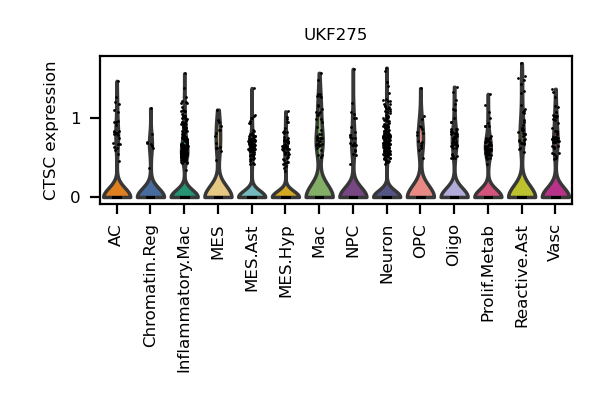 UKF275
CTSC expression
1
0
AC
Chromatin.Reg
Inflammatory.Mac
MES
MES.Ast
MES.Hyp
Mac
NPC
Neuron
OPC
Oligo
Prolif.Metab
Reactive.Ast
Vasc